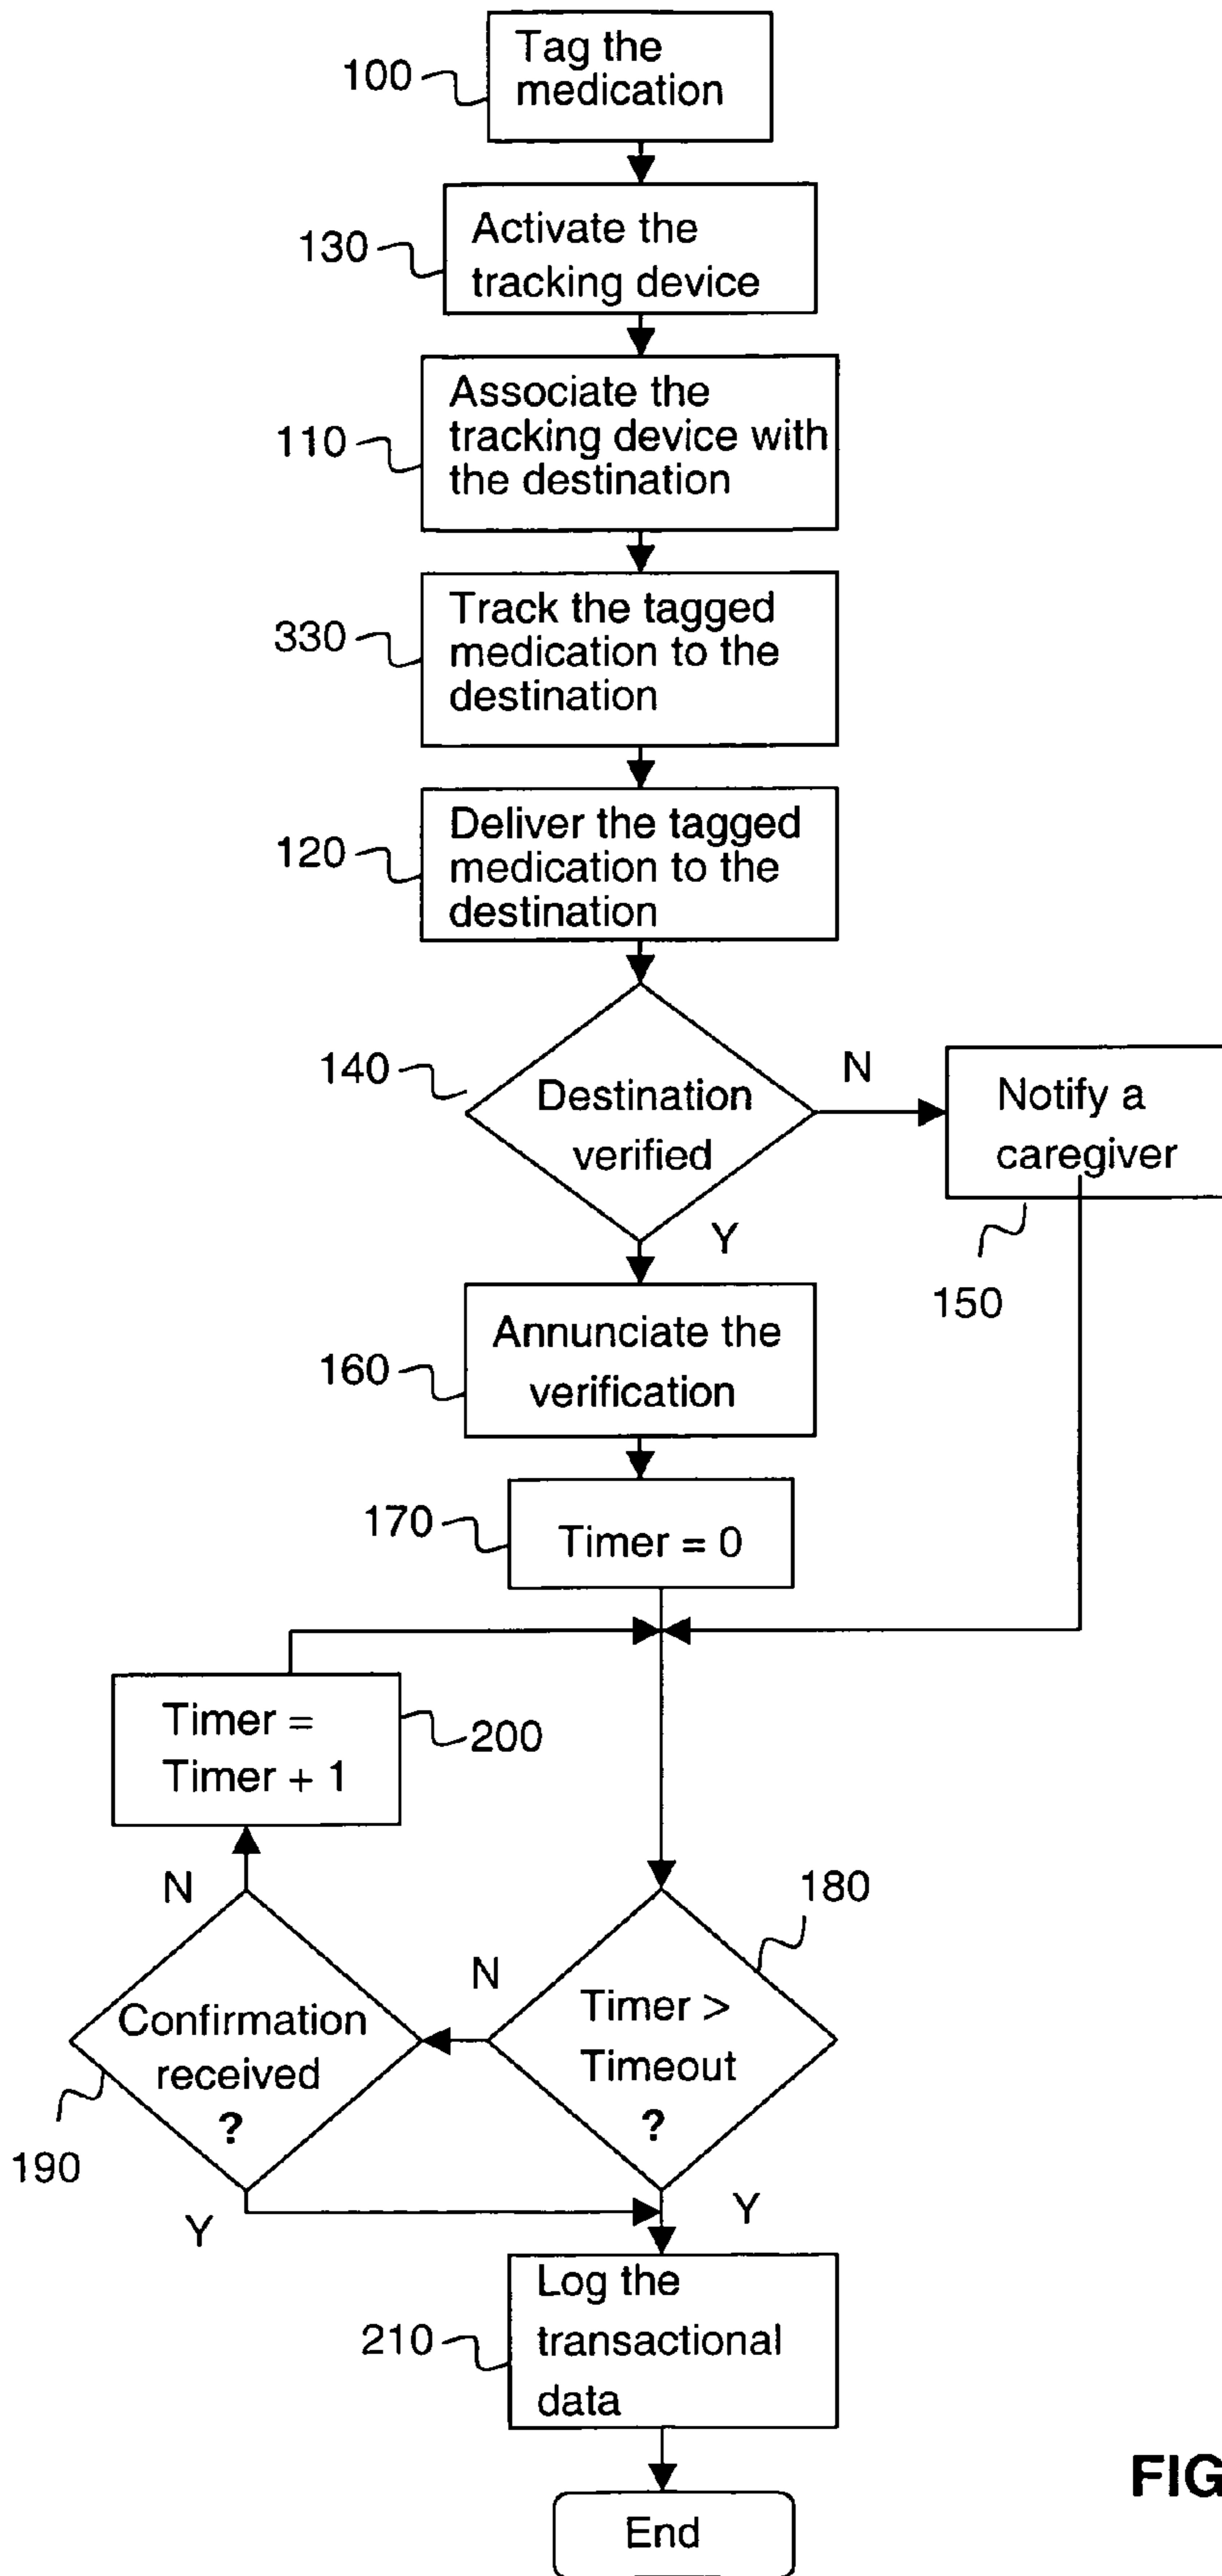 100
Tag the
medication
130
Activate the
tracking device
110
Associate the
tracking device with
the destination
330
Track the tagged
medication to the
destination
120
Deliver the tagged
medication to the
destination
140
Destination
verified
N
Notify a
caregiver
150
Y
160
Annunciate the
verification
170
Timer = 0
Timer =
Timer + 1
200
N
180
N
Timer >
Timeout
?
Confirmation
received
?
190
Y
Y
210
Log the
transactional
data
FIG
End